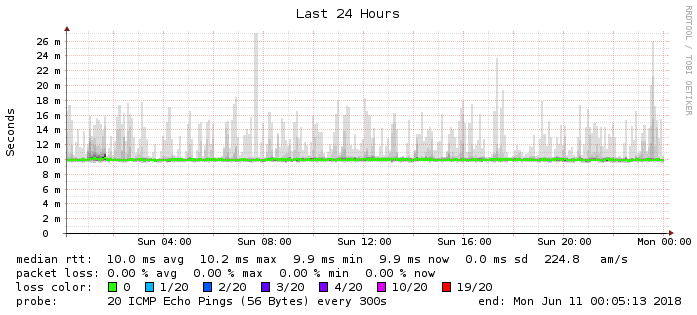 Last 24 Hours
RRDTOOL / TOBI OETIKER
Seconds
26 m
24 m
22 m
20 m
18 m
16 m
14 m
12 m
10 m
8 m
6 m
4 m
2 m
0
Sun 04:00 Sun 08:00 Sun 12:00 Sun 16:00 Sun 20:00 Mon 00:00
median rtt: 10.0 ms avg 10.2 ms max 9.9 ms min 9.9 ms now 0.0 ms sd 224.8 am/s
packet loss: 0.00 % avg 0.00 % max 0.00 % min 0.00 % now
loss color: 0 1/20 2/20 3/20 4/20 10/20 19/20
probe: 20 ICMP Echo Pings (56 Bytes) every 300s end: Mon Jun 11 00:05:13 2018